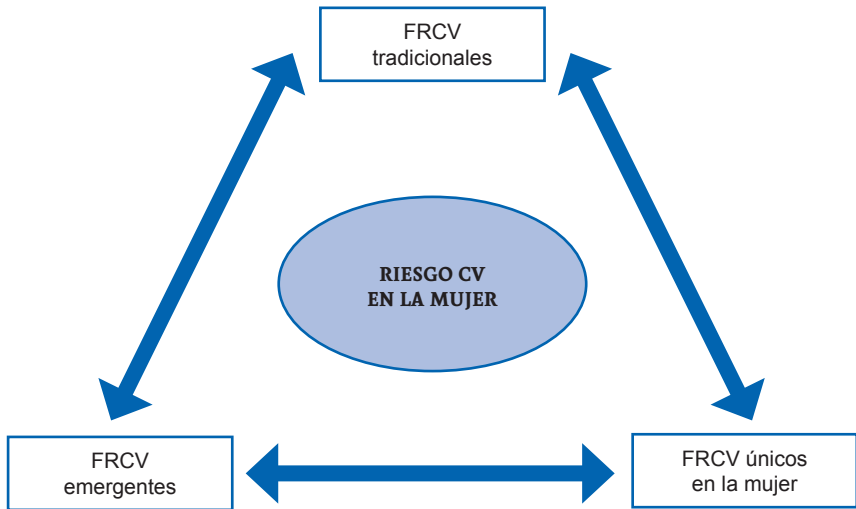 FRCV
tradicionales
RIESGO CV
EN LA MUJER
FRCV
emergentes
FRCV únicos
en la mujer